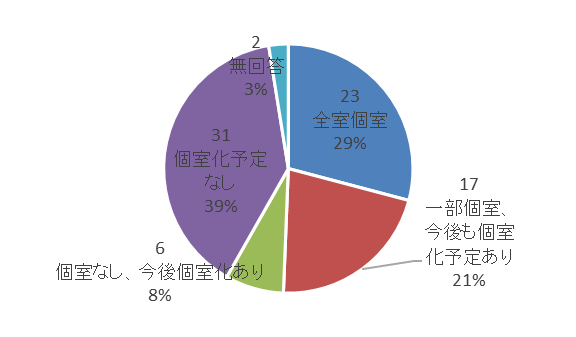 2
無回答
3%
23
全室個室
29%
31
個室化予定
なし
39%
17
一部個室、
今後も個室
化予定あり
21%
6
個室なし、今後個室化あり
8%